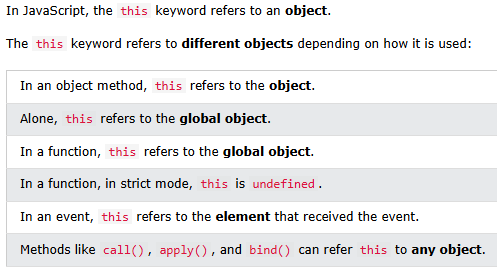 In JavaScript, the this keyword refers to an object.
The this keyword refers to different objects depending on how it is used:
In an object method, this refers to the object.
Alone, this refers to the global object.
In a function, this refers to the global object.
In a function, in strict mode, this is undefined.
In an event, this refers to the element that received the event.
Methods like call(), apply(), and bind() can refer this to any object.